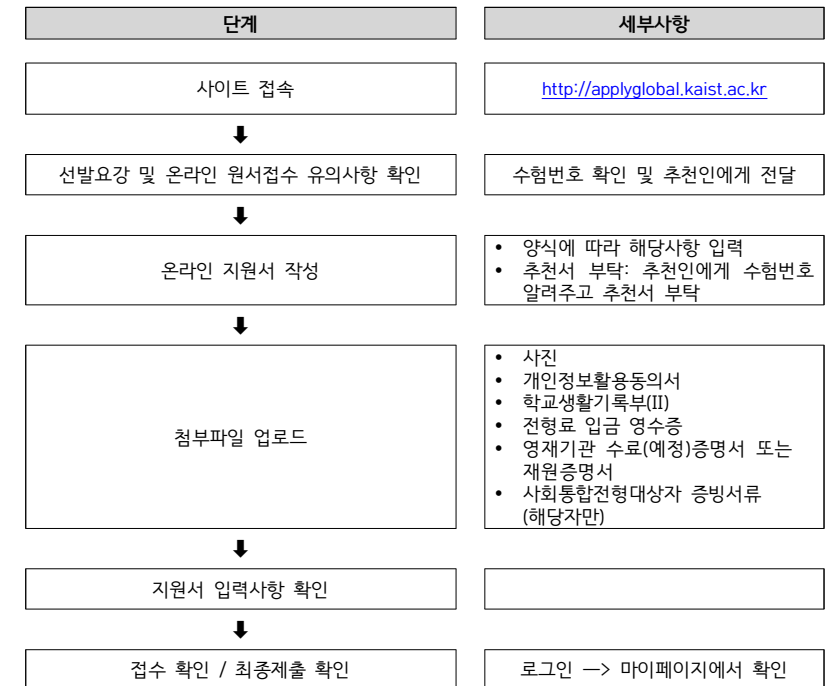 단계
세부사항
사이트 접속
http://applyglobal.kaist.ac.kr
선발요강 및 온라인 원서접수 유의사항 확인
수험번호 확인 및 추천인에게 전달
온라인 지원서 작성
• 양식에 따라 해당사항 입력
• 추천서 부탁: 추천인에게 수험번호
알려주고 추천서 부탁
첨부파일 업로드
• 사진
• 개인정보활용동의서
• 학교생활기록부(II)
• 전형료 입금 영수증
• 영재기관 수료(예정)증명서 또는
재원증명서
• 사회통합전형대상자 증빙서류
(해당자만)
지원서 입력사항 확인
접수 확인 / 최종제출 확인
로그인 —> 마이페이지에서 확인